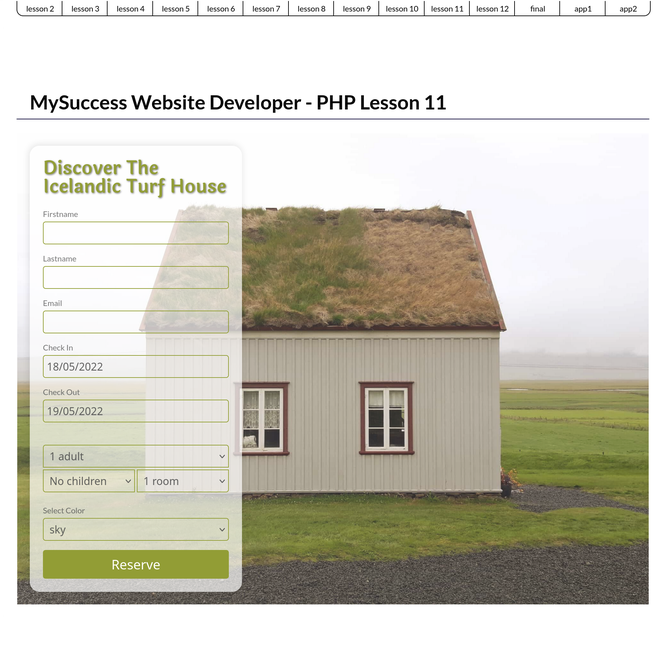 lesson 2 lesson 3 lesson 4 lesson 5 lesson 6 lesson 7 lesson 8 lesson 9 lesson 10 lesson 11 lesson 12 final app1 app2
MySuccess Website Developer - PHP Lesson 11
Discover The
Icelandic Turf House
Firstname
Lastname
Email
Check In
18/05/2022
Check Out
19/05/2022
1 adult
No children 1 room
Select Color
sky
Reserve